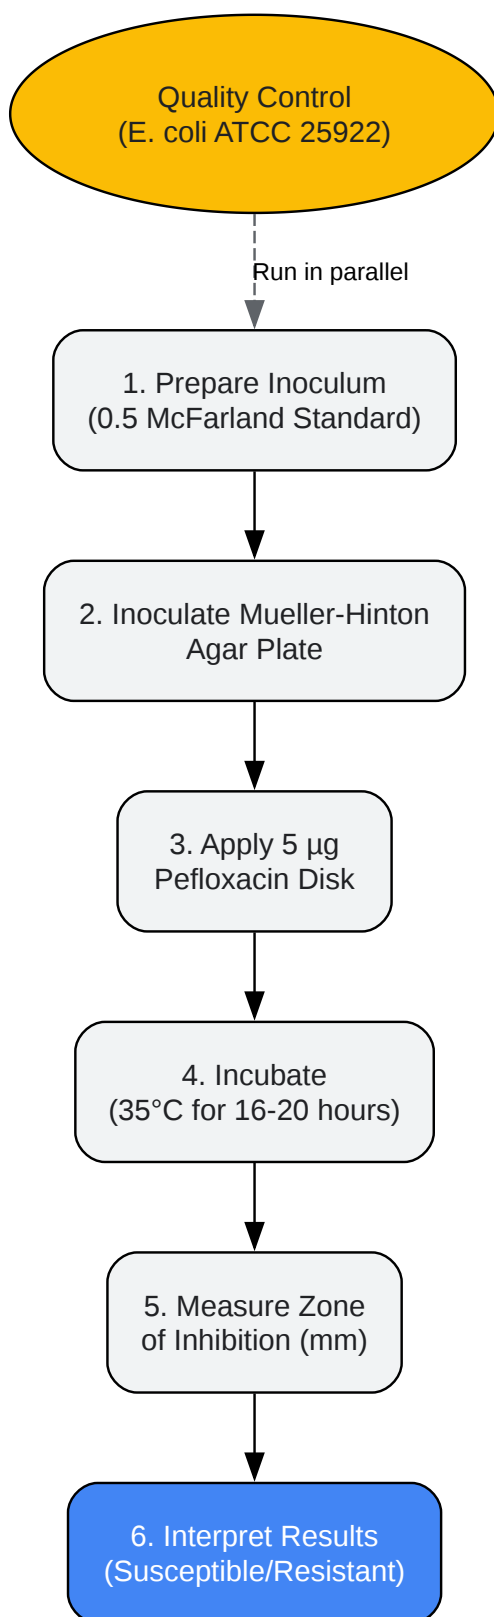 Quality Control
(E. coli ATCC 25922)
Run in parallel
1. Prepare Inoculum
(0.5 McFarland Standard)
2. Inoculate Mueller-Hinton
Agar Plate
3. Apply 5 µg
Pefloxacin Disk
4. Incubate
(35°C for 16-20 hours)
5. Measure Zone
of Inhibition (mm)
6. Interpret Results
(Susceptible/Resistant)